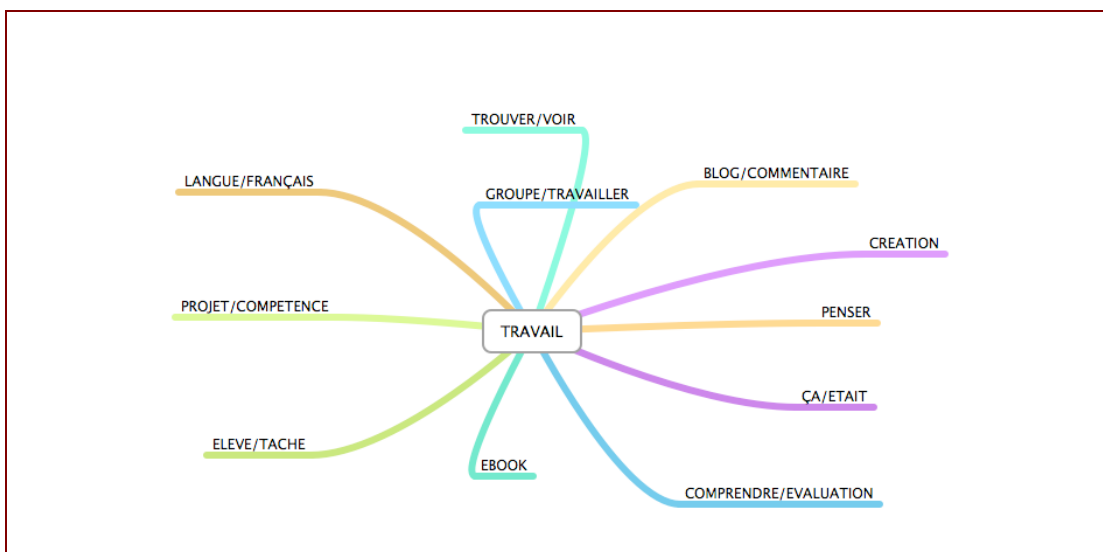 TROUVER/VOIR
BLOG/COMMENTAIRE
LANGUE/FRANÇAIS
GROUPE/TRAVAILLER
CREATION
PROJET/COMPETENCE
PENSER
TRAVAIL
ÇA/ETAIT
ELEVE/TACHE
EBOOK
COMPRENDRE/EVALUATION